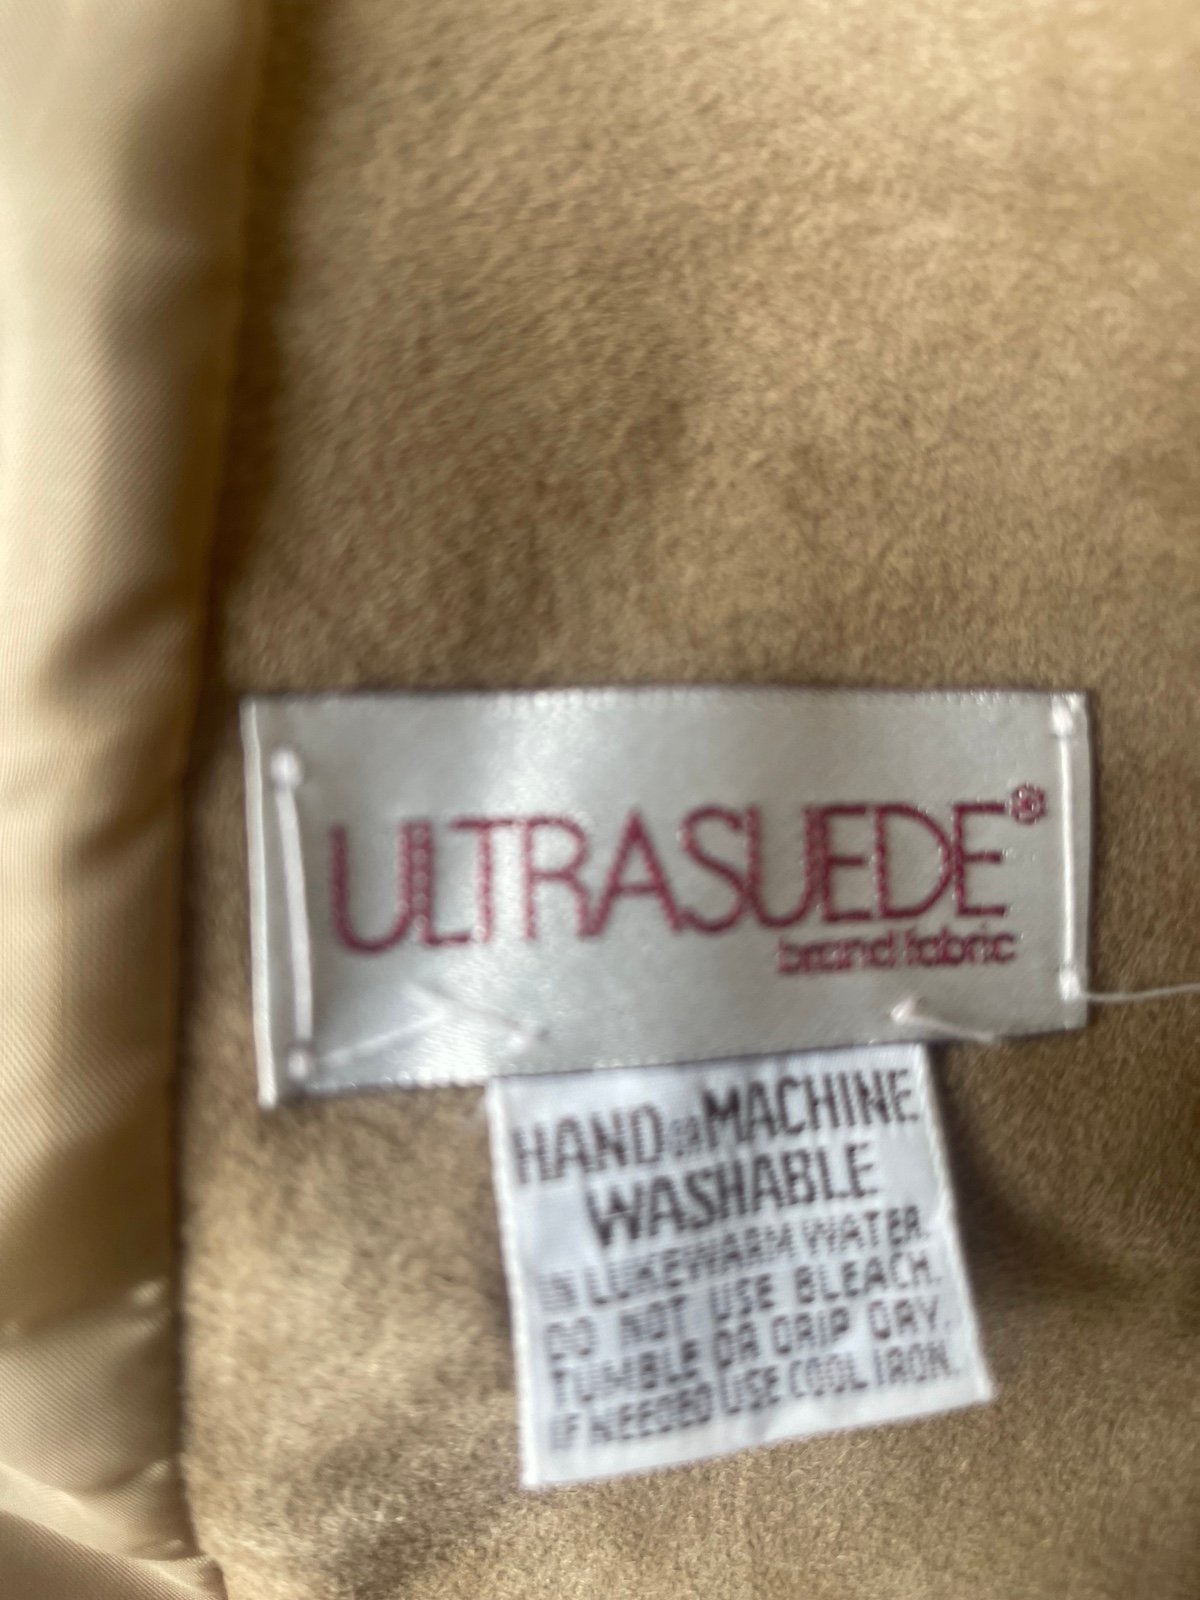 ULTRASUEDE®
brand fabric
HAND OR MACHINE
WASHABLE
IN LUKEWARM WATER.
DO NOT USE BLEACH.
TUMBLE OR DRIP DRY.
IF NEEDED USE COOL IRON.